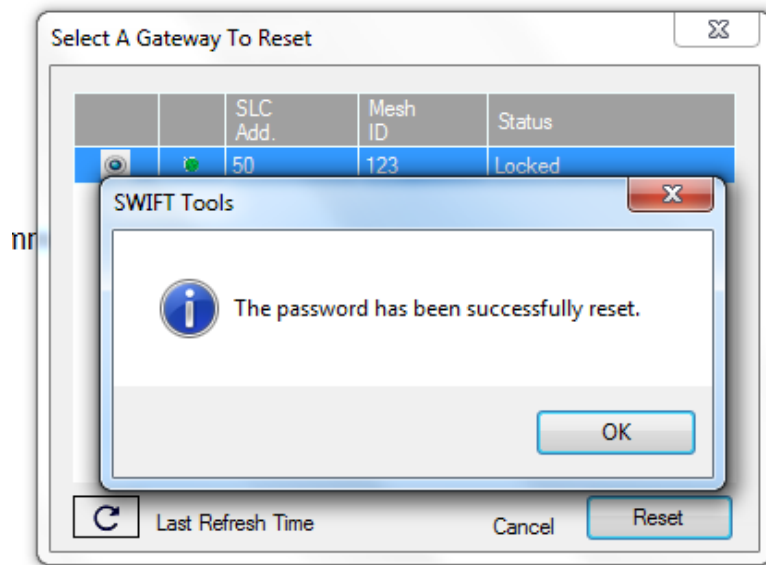 Select A Gateway To Reset
SLC Add. Mesh ID Status
50 123 Locked
SWIFT Tools
The password has been successfully reset.
OK
Last Refresh Time Cancel Reset